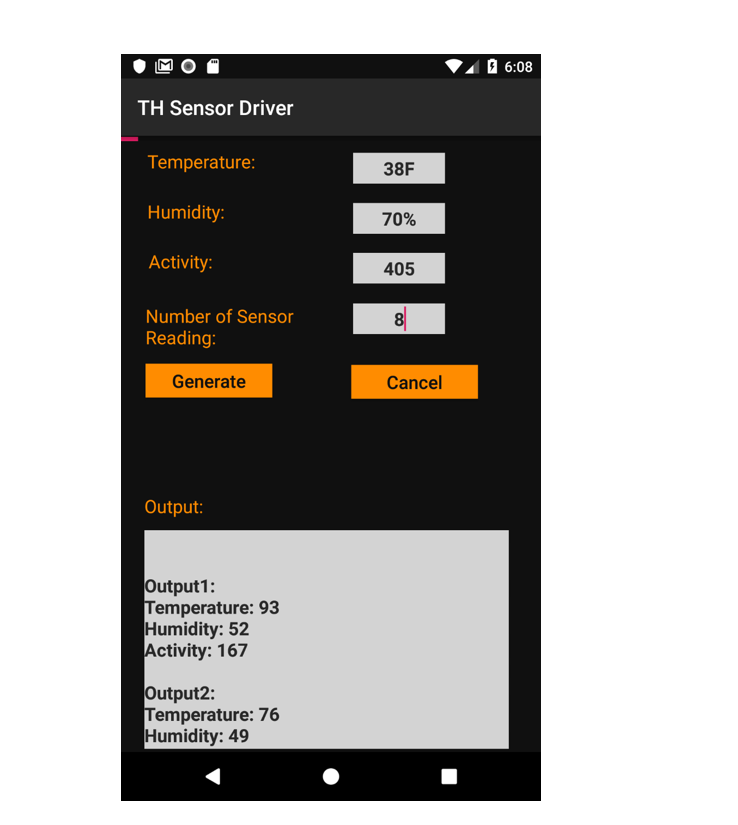 6:08
TH Sensor Driver
Temperature: 38F
Humidity: 70%
Activity: 405
Number of Sensor
Reading: 8
Generate Cancel
Output:
Output1:
Temperature: 93
Humidity: 52
Activity: 167
Output2:
Temperature: 76
Humidity: 49